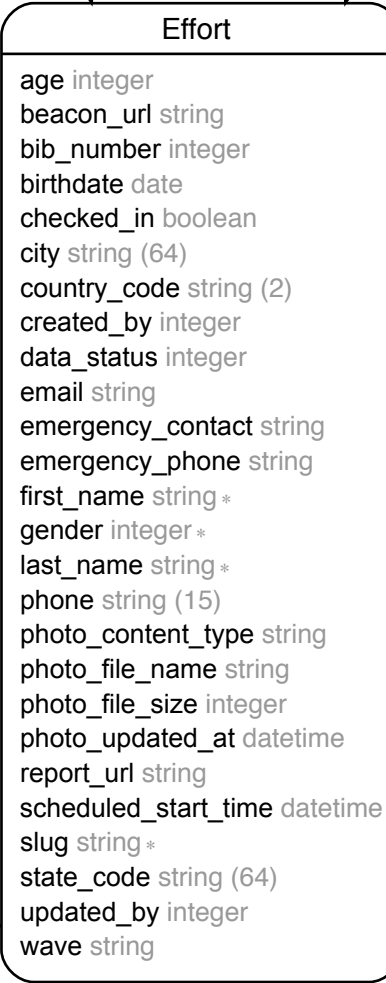 Effort
age integer
beacon_url string
bib_number integer
birthdate date
checked_in boolean
city string (64)
country_code string (2)
created_by integer
data_status integer
email string
emergency_contact string
emergency_phone string
first_name string *
gender integer *
last_name string *
phone string (15)
photo_content_type string
photo_file_name string
photo_file_size integer
photo_updated_at datetime
report_url string
scheduled_start_time datetime
slug string *
state_code string (64)
updated_by integer
wave string